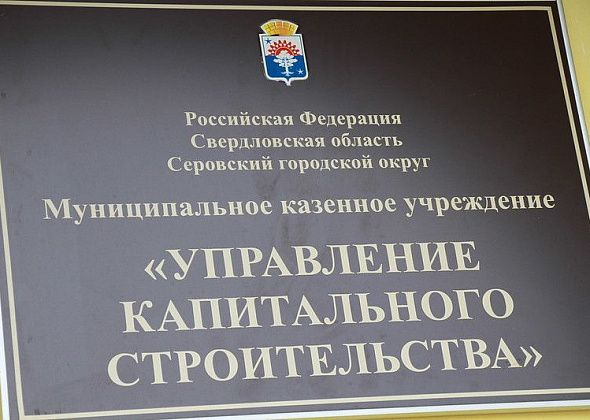 Российская Федерация
Свердловская область
Серовский городской округ
Муниципальное казенное учреждение
«УПРАВЛЕНИЕ
КАПИТАЛЬНОГО
СТРОИТЕЛЬСТВА»